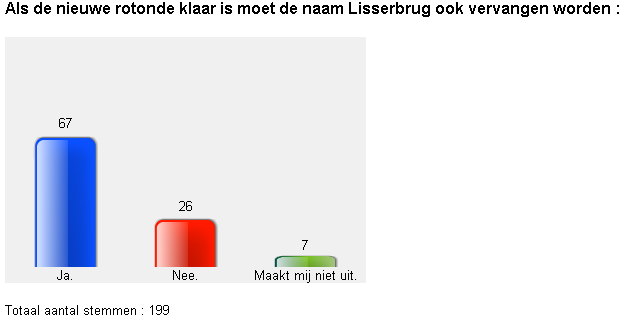 Als de nieuwe rotonde klaar is moet de naam Lisserbrug ook vervangen worden :
67
26
7
Ja.
Nee.
Maakt mij niet uit.
Totaal aantal stemmen : 199